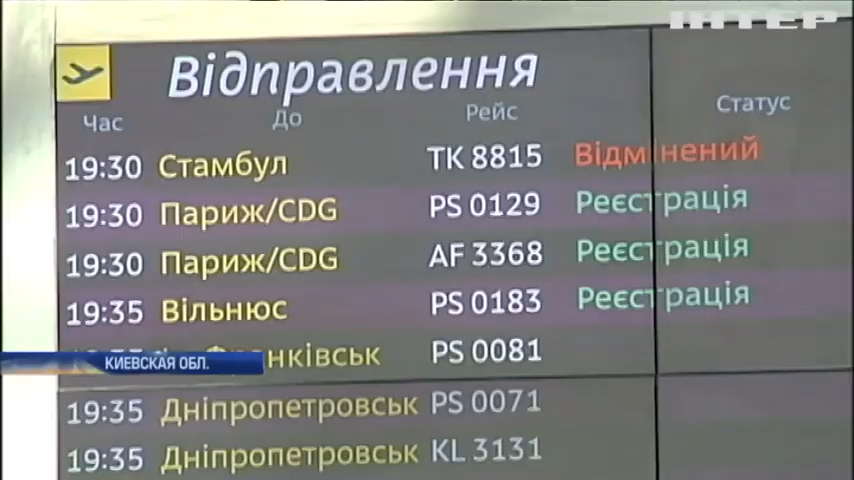 ІНТЕР
Відправлення
Час До Рейс Статус
19:30 Стамбул TK 8815 Відмінений
19:30 Париж/CDG PS 0129 Реєстрація
19:30 Париж/CDG AF 3368 Реєстрація
19:35 Вільнюс PS 0183 Реєстрація
PS 0081
КИЕВСКАЯ ОБЛ.
19:35 Дніпропетровськ PS 0071
19:35 Дніпропетровськ KL 3131